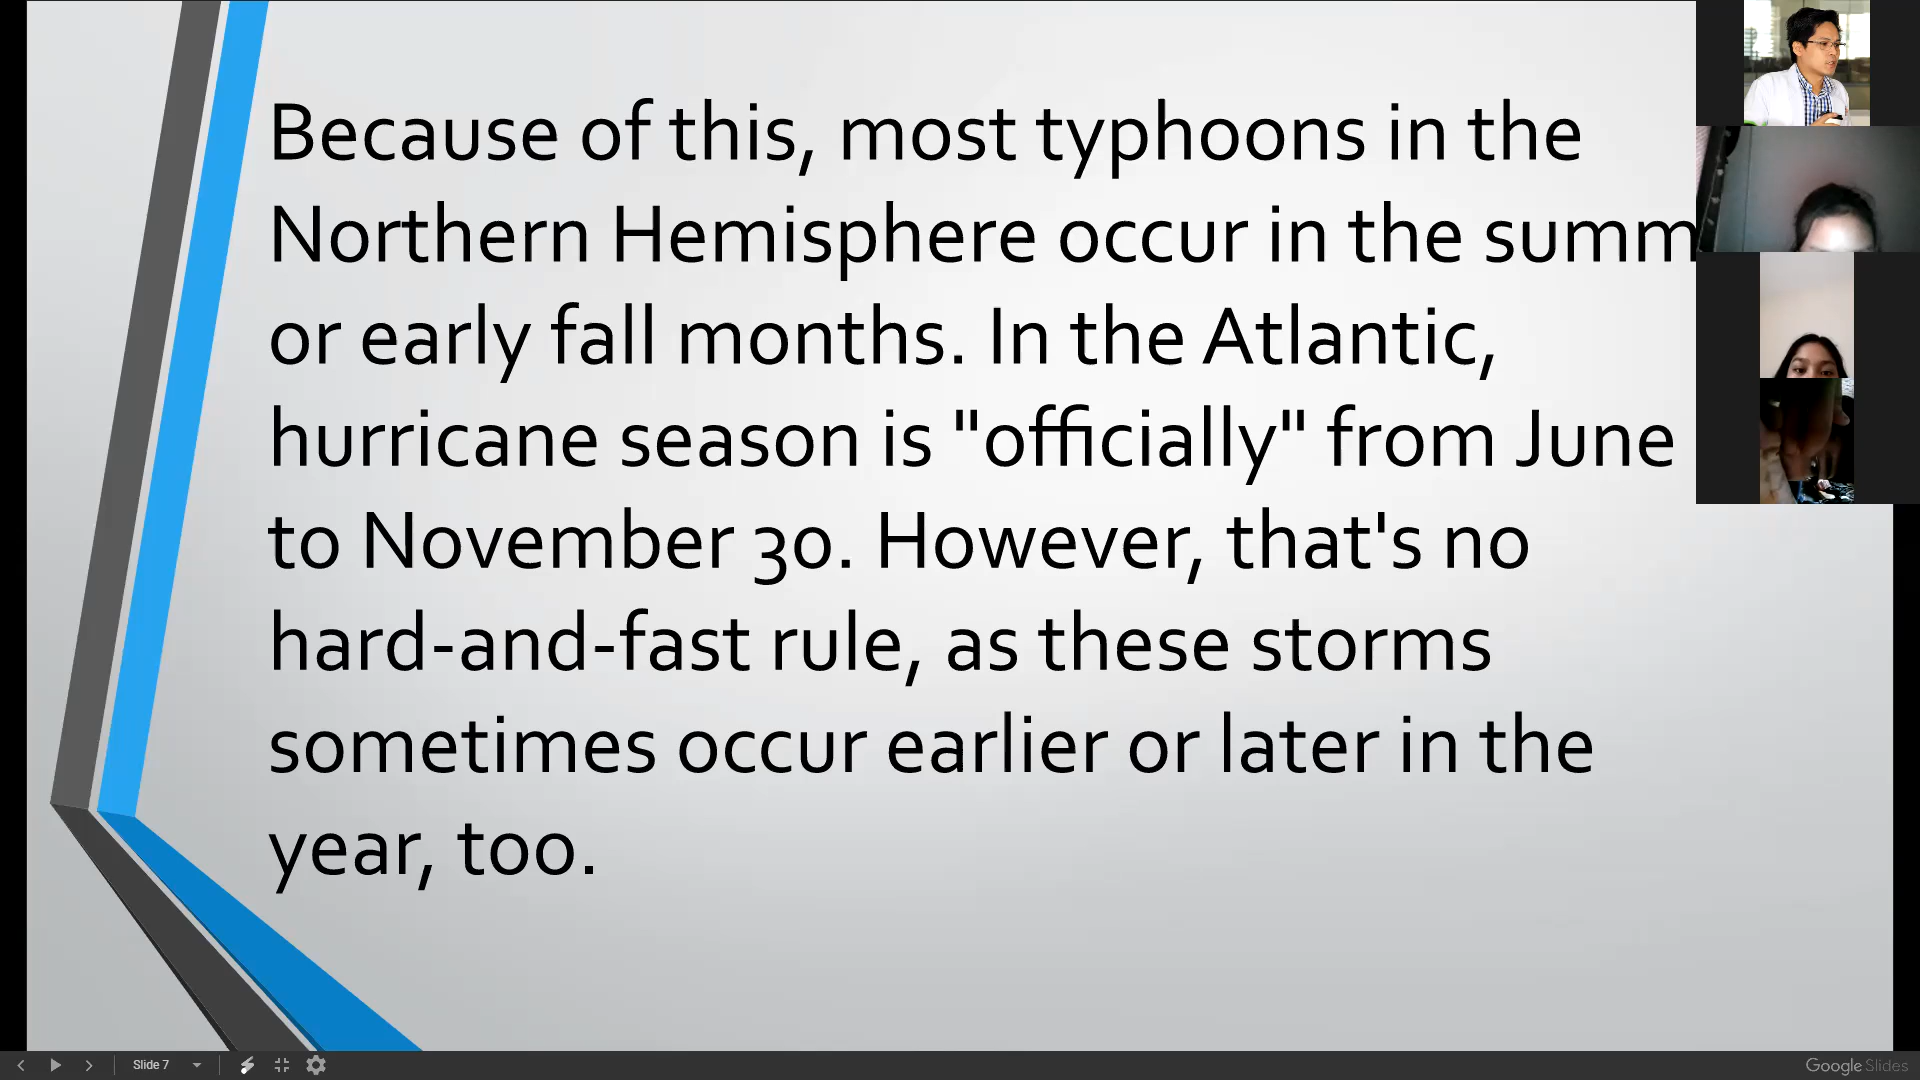 Because of this, most typhoons in the
Northern Hemisphere occur in the summ
or early fall months. In the Atlantic,
hurricane season is "officially" from June
to November 30. However, that's no
hard-and-fast rule, as these storms
sometimes occur earlier or later in the
year, too.
Slide 7
Google Slides